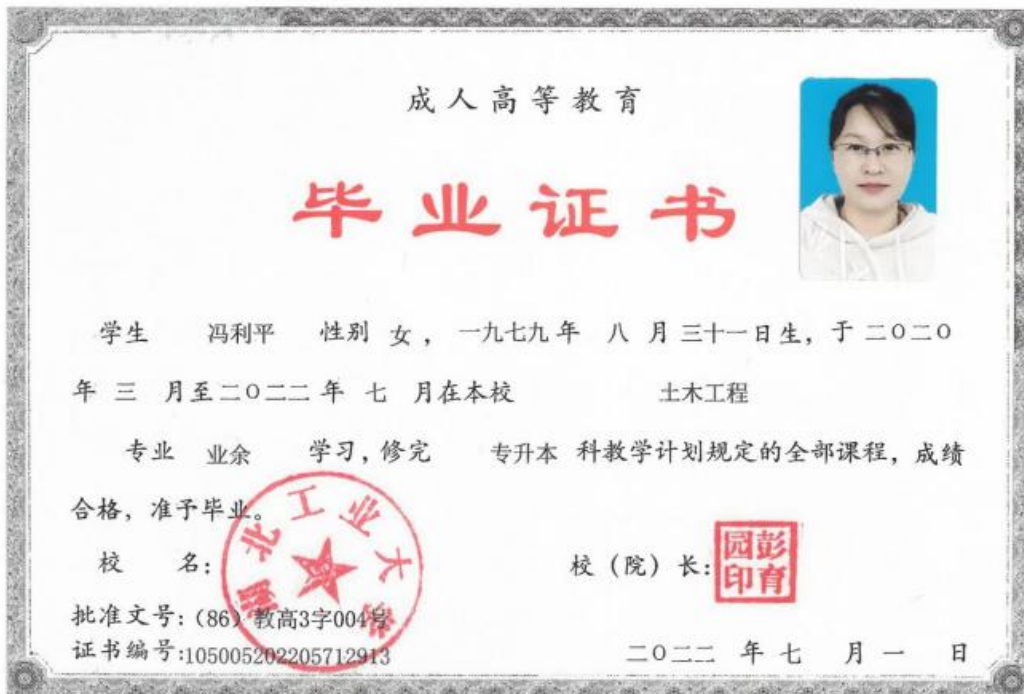 成人高等教育
毕业证书
学生 冯利平 性别 女，一九七九年 八 月 三十一日生，于 二〇二〇
年 三 月至二〇二二 年 七 月在本校 土木工程
专业 业余 学习，修完 专升本 科教学计划规定的全部课程，成绩
合格，准予毕业。
校 名：
湖北工业大学
校（院）长：
彭育园印
批准文号：（86）教高3字004号
证书编号：105005202205712913
二〇二二 年 七 月 一 日